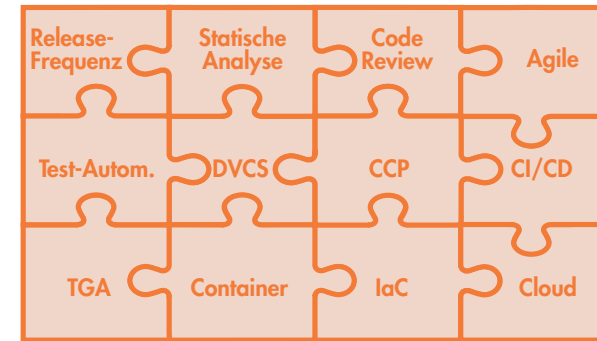 Release-
Frequenz
Statische
Analyse
Code
Review
Agile
Test-Autom.
DVCS
CCP
CI/CD
TGA
Container
IaC
Cloud